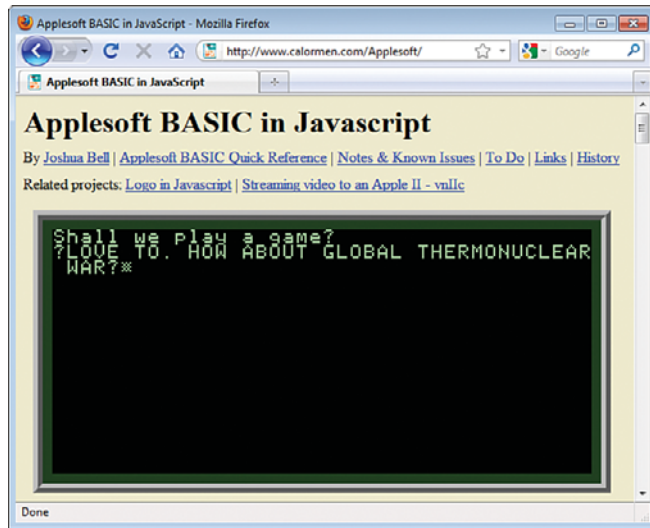 Applesoft BASIC in JavaScript - Mozilla Firefox
http://www.calormen.com/Applesoft/
Google
Applesoft BASIC in JavaScript
Applesoft BASIC in Javascript
By Joshua Bell | Applesoft BASIC Quick Reference | Notes & Known Issues | To Do | Links | History
Related projects: Logo in Javascript | Streaming video to an Apple II - vnIIc
Shall we play a game?
?LOVE TO. HOW ABOUT GLOBAL THERMONUCLEAR
WAR?
Done